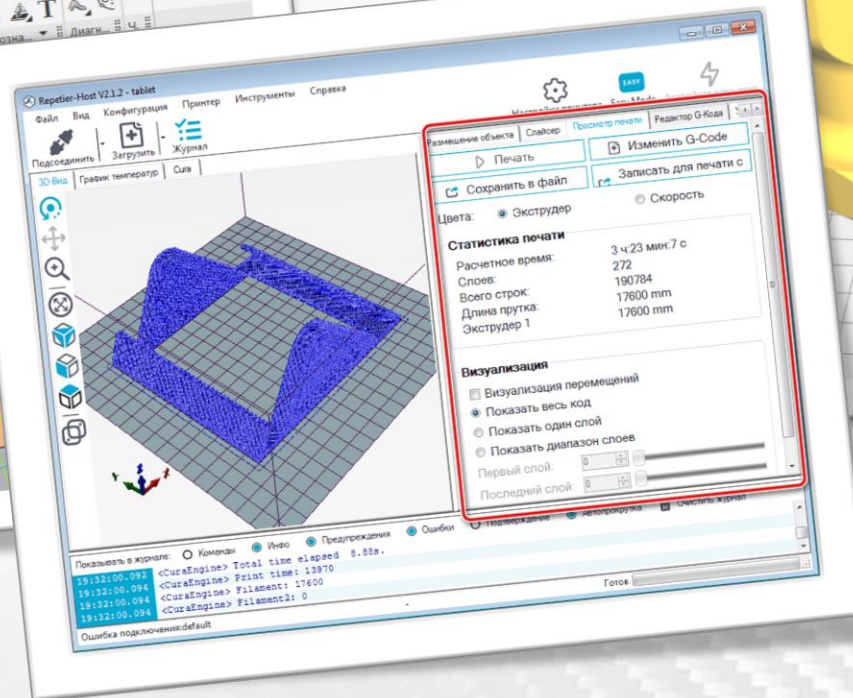 Диагн...
Ч.
Repetier-Host V2.1.2 - tablet
Файл Вид Конфигурация Принтер Инструменты Справка
Подсоединить Загрузить Журнал
EASY
3D-Вид График температур Cura
Размещение объекта Слайсер Просмотр печати Редактор G-Кода
Печать Изменить G-Code
Сохранить в файл Записать для печати с
Цвета: Экструдер Скорость
Статистика печати
Расчетное время: 3 ч:23 мин:7 с
Слоев: 272
Всего строк: 190784
Длина прутка: 17600 mm
Экструдер 1 17600 mm
Визуализация
Визуализация перемещений
Показать весь код
Показать один слой
Показать диапазон слоев
Первый слой: 0
Последний слой: 0
Показывать в журнале: Команды Инфо Предупреждения Ошибки Подтверждение Автопрокрутка Очистить журнал
19:32:00.092 <CuraEngine> Total time elapsed 8.88s.
19:32:00.094 <CuraEngine> Print time: 13970
19:32:00.094 <CuraEngine> Filament: 17600
19:32:00.094 <CuraEngine> Filament2: 0
Ошибка подключения:default
Готов